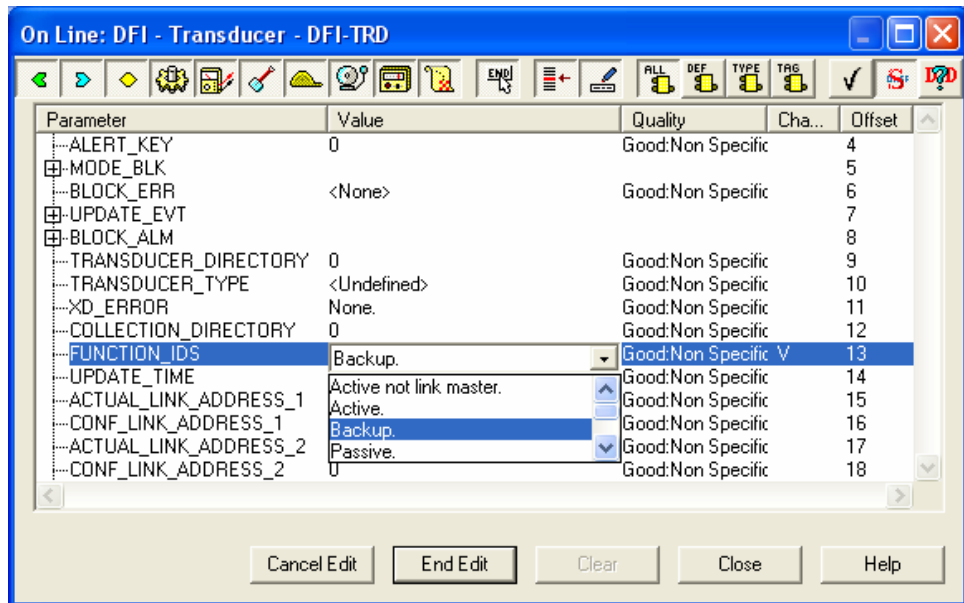 On Line: DFI - Transducer - DFI-TRD
END ALL DEF TYPE TAG
Parameter Value Quality Cha... Offset
ALERT_KEY 0 Good:Non Specific 4
MODE_BLK 5
BLOCK_ERR <None> Good:Non Specific 6
UPDATE_EVT 7
BLOCK_ALM 8
TRANSDUCER_DIRECTORY 0 Good:Non Specific 9
TRANSDUCER_TYPE <Undefined> Good:Non Specific 10
XD_ERROR None. Good:Non Specific 11
COLLECTION_DIRECTORY 0 Good:Non Specific 12
FUNCTION_IDS Backup. Good:Non Specific V 13
UPDATE_TIME Active not link master. Good:Non Specific 14
ACTUAL_LINK_ADDRESS_1 Active. Good:Non Specific 15
CONF_LINK_ADDRESS_1 Backup. Good:Non Specific 16
ACTUAL_LINK_ADDRESS_2 Passive. Good:Non Specific 17
CONF_LINK_ADDRESS_2 0 Good:Non Specific 18
Cancel Edit End Edit Clear Close Help